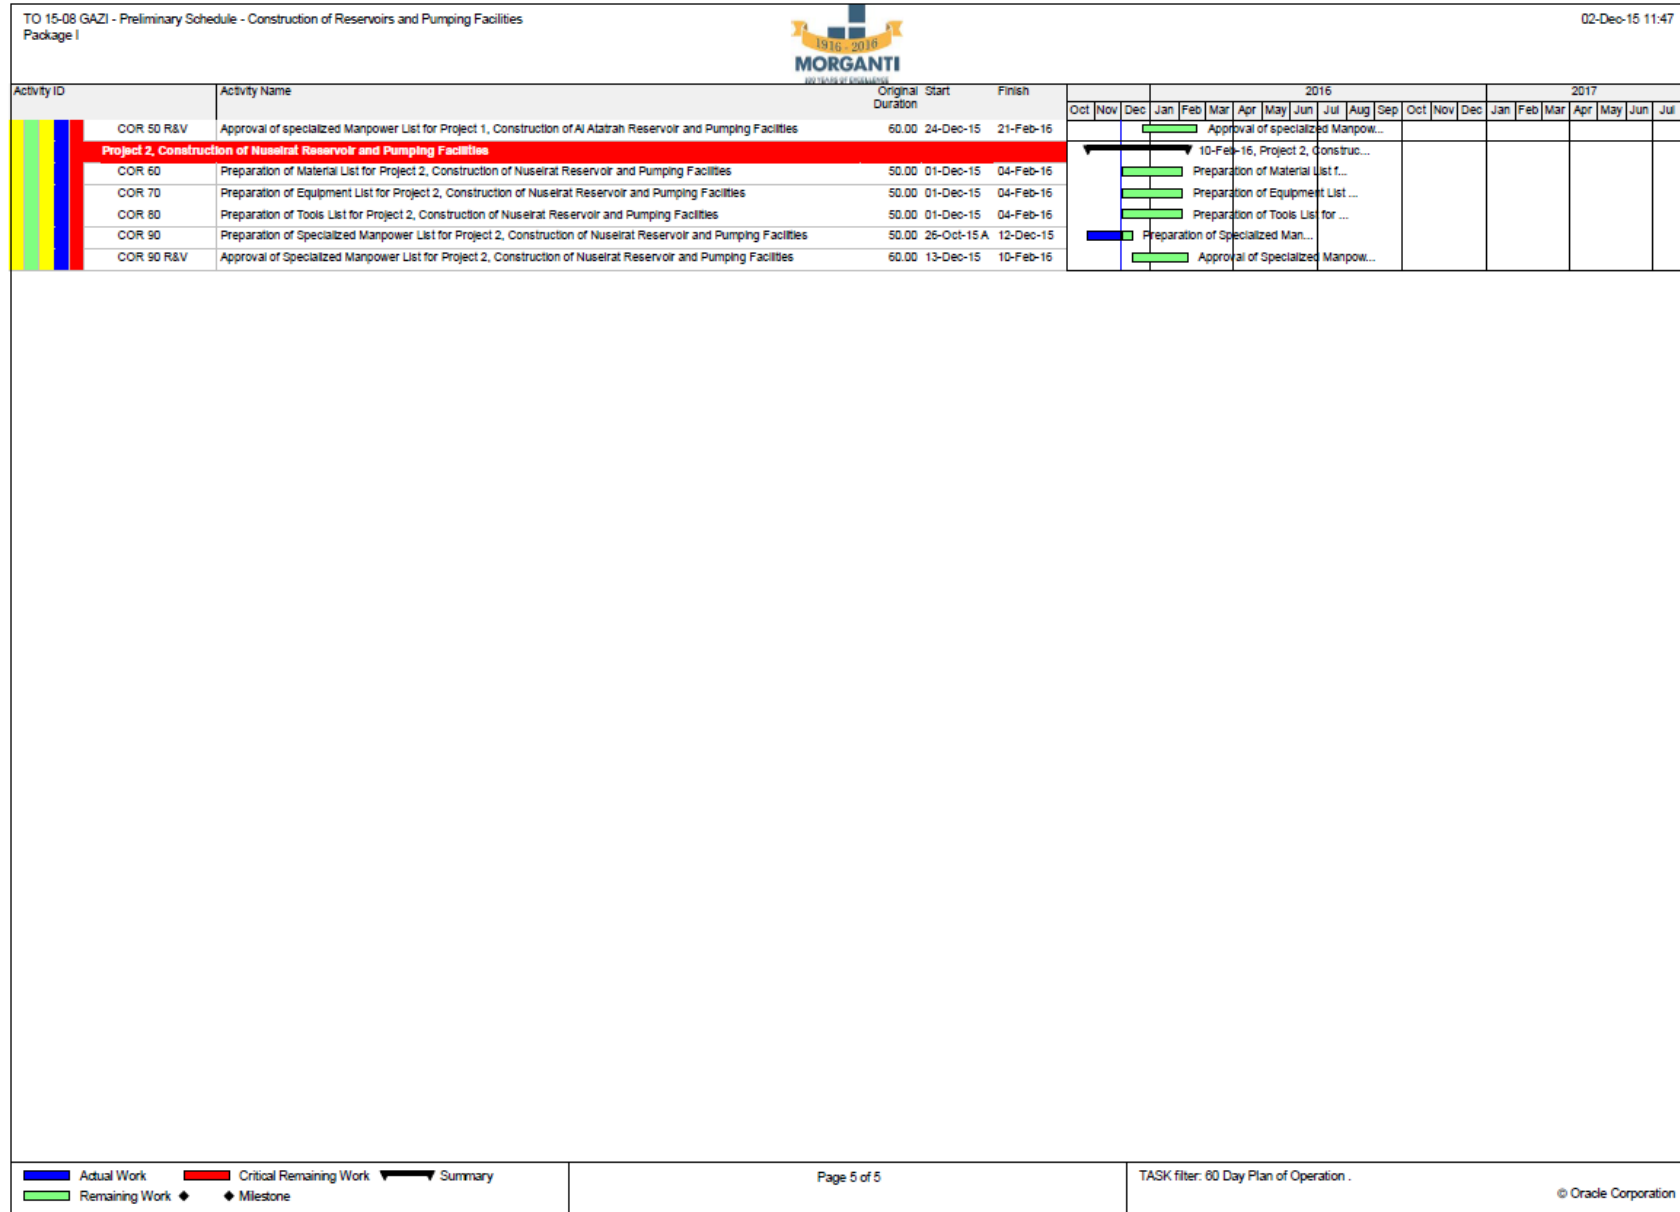 TO 15-08 GAZI - Preliminary Schedule - Construction of Reservoirs and Pumping Facilities
Package I
1916 - 2016
MORGANTI
100 YEARS OF EXCELLENCE
02-Dec-15 11:47
Activity ID Activity Name Original Duration Start Finish 2016 2017
Oct Nov Dec Jan Feb Mar Apr May Jun Jul Aug Sep Oct Nov Dec Jan Feb Mar Apr May Jun Jul
COR 50 R&V Approval of specialized Manpower List for Project 1, Construction of Al Atatrah Reservoir and Pumping Facilities 60.00 24-Dec-15 21-Feb-16 Approval of specialized Manpow...
Project 2, Construction of Nuseirat Reservoir and Pumping Facilities 10-Feb-16, Project 2, Construc...
COR 60 Preparation of Material List for Project 2, Construction of Nuseirat Reservoir and Pumping Facilities 50.00 01-Dec-15 04-Feb-16 Preparation of Material List f...
COR 70 Preparation of Equipment List for Project 2, Construction of Nuseirat Reservoir and Pumping Facilities 50.00 01-Dec-15 04-Feb-16 Preparation of Equipment List ...
COR 80 Preparation of Tools List for Project 2, Construction of Nuseirat Reservoir and Pumping Facilities 50.00 01-Dec-15 04-Feb-16 Preparation of Tools List for ...
COR 90 Preparation of Specialized Manpower List for Project 2, Construction of Nuseirat Reservoir and Pumping Facilities 50.00 26-Oct-15 A 12-Dec-15 Preparation of Specialized Man...
COR 90 R&V Approval of Specialized Manpower List for Project 2, Construction of Nuseirat Reservoir and Pumping Facilities 60.00 13-Dec-15 10-Feb-16 Approval of Specialized Manpow...
Actual Work Critical Remaining Work Summary
Remaining Work Milestone
Page 5 of 5
TASK filter: 60 Day Plan of Operation .
© Oracle Corporation